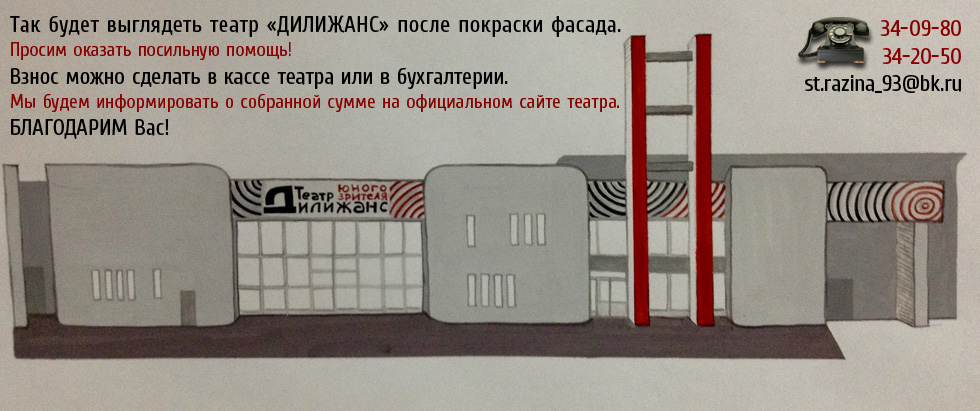 Так будет выглядеть театр «ДИЛИЖАНС» после покраски фасада.
Просим оказать посильную помощь!
Взнос можно сделать в кассе театра или в бухгалтерии.
Мы будем информировать о собранной сумме на официальном сайте театра.
БЛАГОДАРИМ Вас!
34-09-80
34-20-50
st.razina_93@bk.ru
Театр юного зрителя
Дилижанс